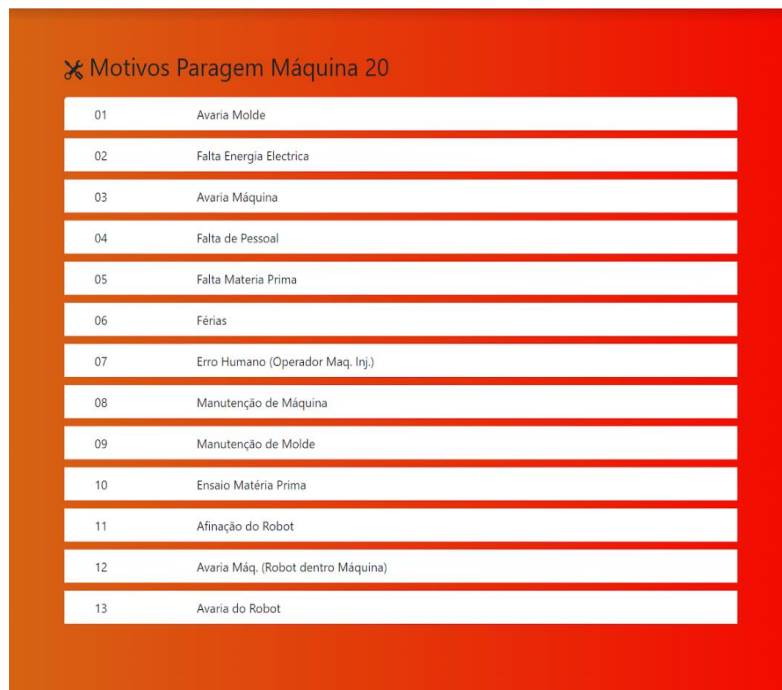 Motivos Paragem Máquina 20
01 Avaria Molde
02 Falta Energia Electrica
03 Avaria Máquina
04 Falta de Pessoal
05 Falta Materia Prima
06 Férias
07 Erro Humano (Operador Maq. Inj.)
08 Manutenção de Máquina
09 Manutenção de Molde
10 Ensaio Matéria Prima
11 Afinação do Robot
12 Avaria Máq. (Robot dentro Máquina)
13 Avaria do Robot